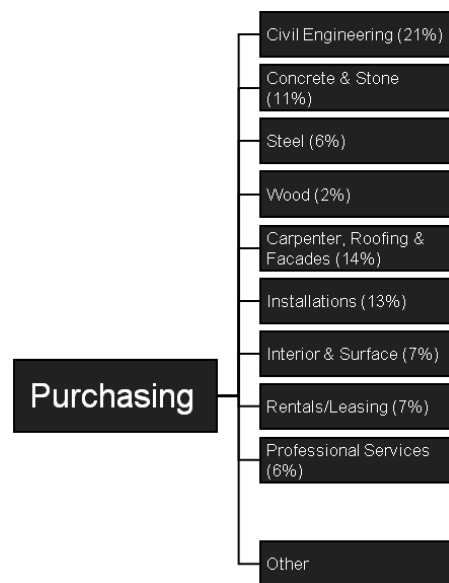 Civil Engineering (21%)
Concrete & Stone
(11%)
Steel (6%)
Wood (2%)
Carpenter, Roofing &
Facades (14%)
Installations (13%)
Interior & Surface (7%)
Purchasing
Rentals/Leasing (7%)
Professional Services
(6%)
Other